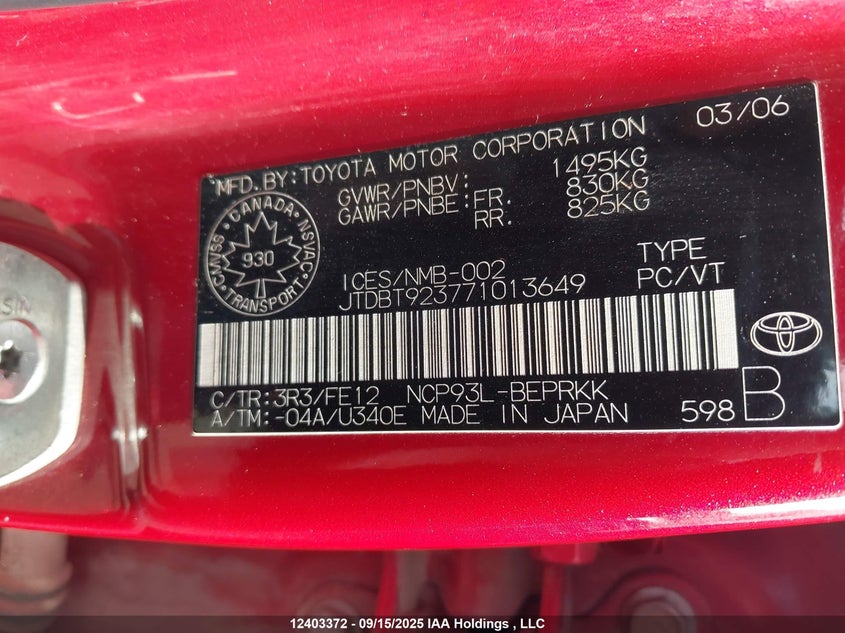 03/06
MFD.BY:TOYOTA MOTOR CORPORATION 1495KG
GVWR/PNBV: 830KG
GAWR/PNBE: FR. 825KG
RR.
CANADA
CMVSS NSVAC
930
TRANSPORT
TYPE
ICES/NMB-002 PC/VT
JTDBT923771013649
C/TR:3R3/FE12 NCP93L-BEPRKK
A/TM:-04A/U340E MADE IN JAPAN 598 B
SIN
12403372 - 09/15/2025 IAA Holdings , LLC